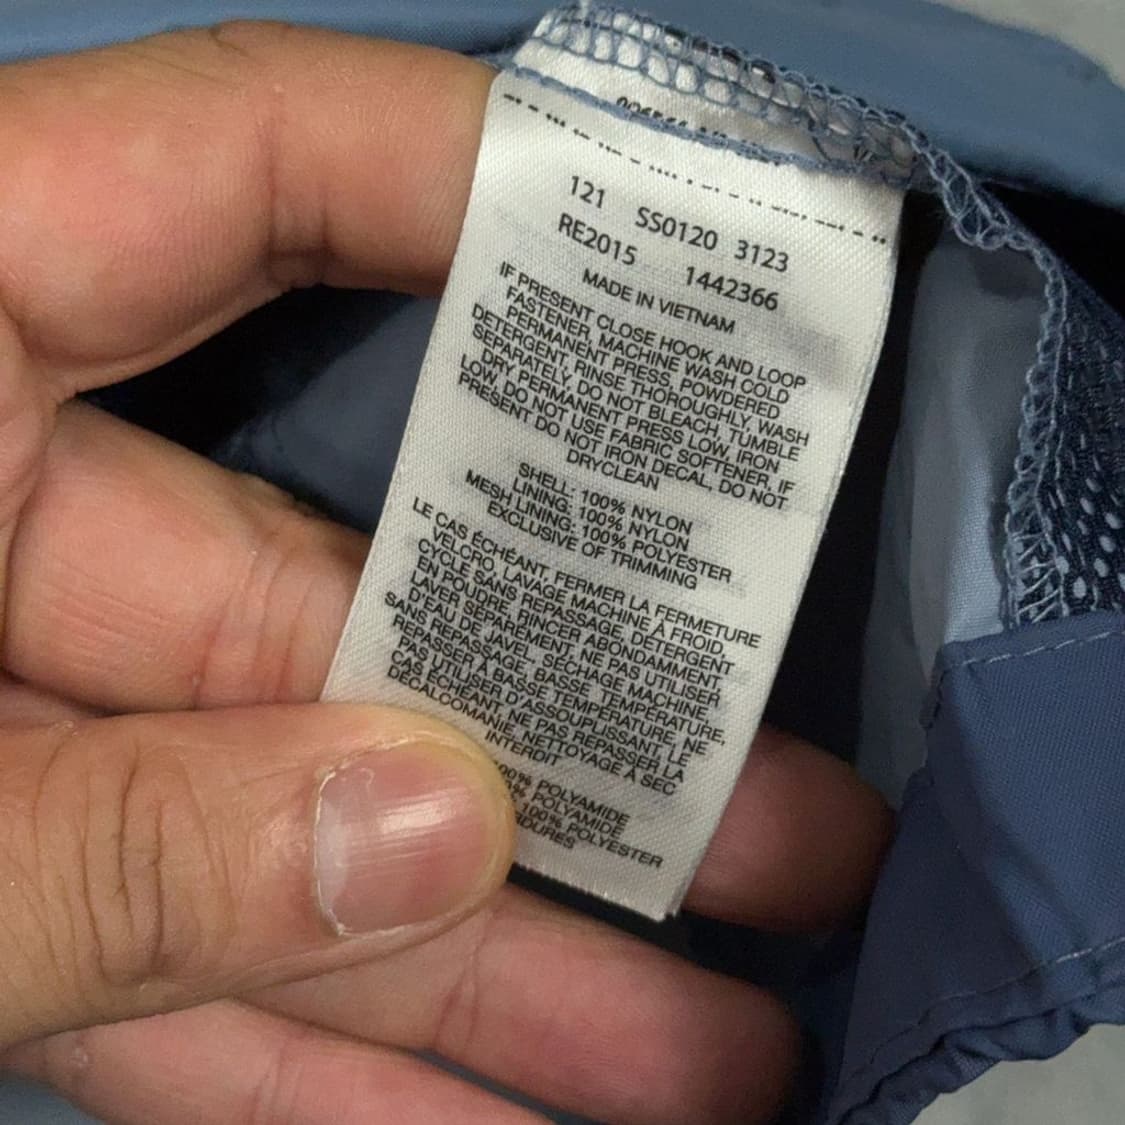 121 SS0120 3123
RE2015 1442366
MADE IN VIETNAM
IF PRESENT CLOSE HOOK AND LOOP
FASTENER, MACHINE WASH COLD
PERMANENT PRESS, POWDERED
DETERGENT, RINSE THOROUGHLY, WASH
SEPARATELY, DO NOT BLEACH, TUMBLE
DRY PERMANENT PRESS LOW, IRON
LOW, DO NOT USE FABRIC SOFTENER, IF
PRESENT DO NOT IRON DECAL, DO NOT
DRYCLEAN
SHELL: 100% NYLON
LINING: 100% NYLON
MESH LINING: 100% POLYESTER
EXCLUSIVE OF TRIMMING
LE CAS ÉCHÉANT, FERMER LA FERMETURE
VELCRO, LAVAGE MACHINE À FROID,
CYCLE SANS REPASSAGE, DETERGENT
EN POUDRE, RINCER ABONDAMMENT,
LAVER SÉPAREMENT, NE PAS UTILISER
D'EAU DE JAVEL, SÉCHAGE MACHINE,
SANS REPASSAGE, BASSE TEMPÉRATURE,
REPASSER À BASSE TEMPÉRATURE, NE
PAS UTILISER D'ASSOUPLISSANT, LE
CAS ÉCHÉANT, NE PAS REPASSER LA
DÉCALCOMANIE, NETTOYAGE À SEC
INTERDIT
POLYAMIDE
POLYAMIDE
100% POLYESTER